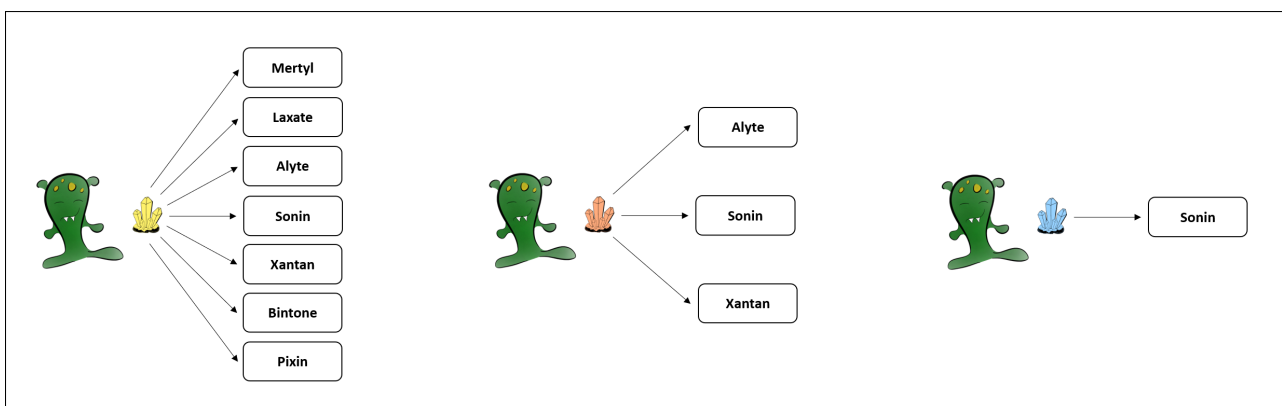 Mertyl
Laxate
Alyte
Sonin
Xantan
Bintone
Pixin
Alyte
Sonin
Xantan
Sonin